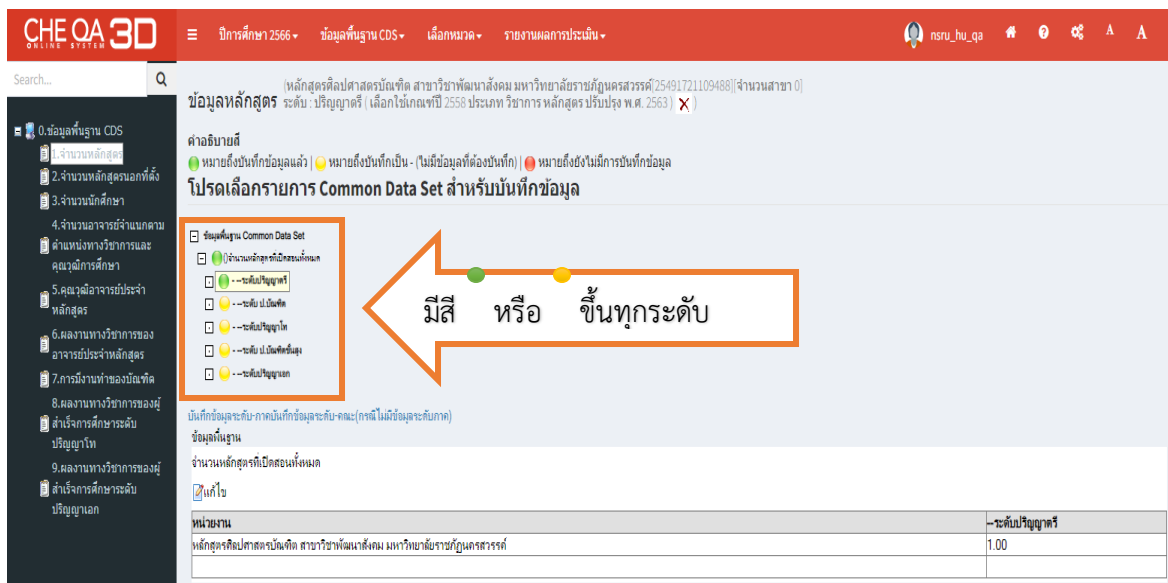 CHE QA 3D
ONLINE SYSTEM
ปีการศึกษา 2566
ข้อมูลพื้นฐาน CDS
เลือกหมวด
รายงานผลการประเมิน
nsru_hu_qa
A
A
Search...
0.ข้อมูลพื้นฐาน CDS
1.จำนวนหลักสูตร
2.จำนวนหลักสูตรนอกที่ตั้ง
3.จำนวนนักศึกษา
4.จำนวนอาจารย์จำแนกตาม
ตำแหน่งทางวิชาการและ
คุณวุฒิการศึกษา
5.คุณวุฒิอาจารย์ประจำ
หลักสูตร
6.ผลงานทางวิชาการของ
อาจารย์ประจำหลักสูตร
7.การมีงานทำของบัณฑิต
8.ผลงานทางวิชาการของผู้
สำเร็จการศึกษาระดับ
ปริญญาโท
9.ผลงานทางวิชาการของผู้
สำเร็จการศึกษาระดับ
ปริญญาเอก
(หลักสูตรศิลปศาสตรบัณฑิต สาขาวิชาพัฒนาสังคม มหาวิทยาลัยราชภัฏนครสวรรค์[25491721109488][จำนวนสาขา 0]
ข้อมูลหลักสูตร ระดับ : ปริญญาตรี ( เลือกใช้เกณฑ์ปี 2558 ประเภท วิชาการ หลักสูตร ปรับปรุง พ.ศ. 2563 ) )
คำอธิบายสี
หมายถึงบันทึกข้อมูลแล้ว | หมายถึงบันทึกเป็น - (ไม่มีข้อมูลที่ต้องบันทึก) | หมายถึงยังไม่มีการบันทึกข้อมูล
โปรดเลือกรายการ Common Data Set สำหรับบันทึกข้อมูล
ข้อมูลพื้นฐาน Common Data Set
()จำนวนหลักสูตรที่เปิดสอนทั้งหมด
- --ระดับปริญญาตรี
- --ระดับ ป.บัณฑิต
- --ระดับปริญญาโท
- --ระดับ ป.บัณฑิตชั้นสูง
- --ระดับปริญญาเอก
มีสี หรือ ขึ้นทุกระดับ
บันทึกข้อมูลระดับ-ภาคบันทึกข้อมูลระดับ-คณะ(กรณีไม่มีข้อมูลระดับภาค)
ข้อมูลพื้นฐาน
จำนวนหลักสูตรที่เปิดสอนทั้งหมด
แก้ไข
หน่วยงาน --ระดับปริญญาตรี
หลักสูตรศิลปศาสตรบัณฑิต สาขาวิชาพัฒนาสังคม มหาวิทยาลัยราชภัฏนครสวรรค์ 1.00